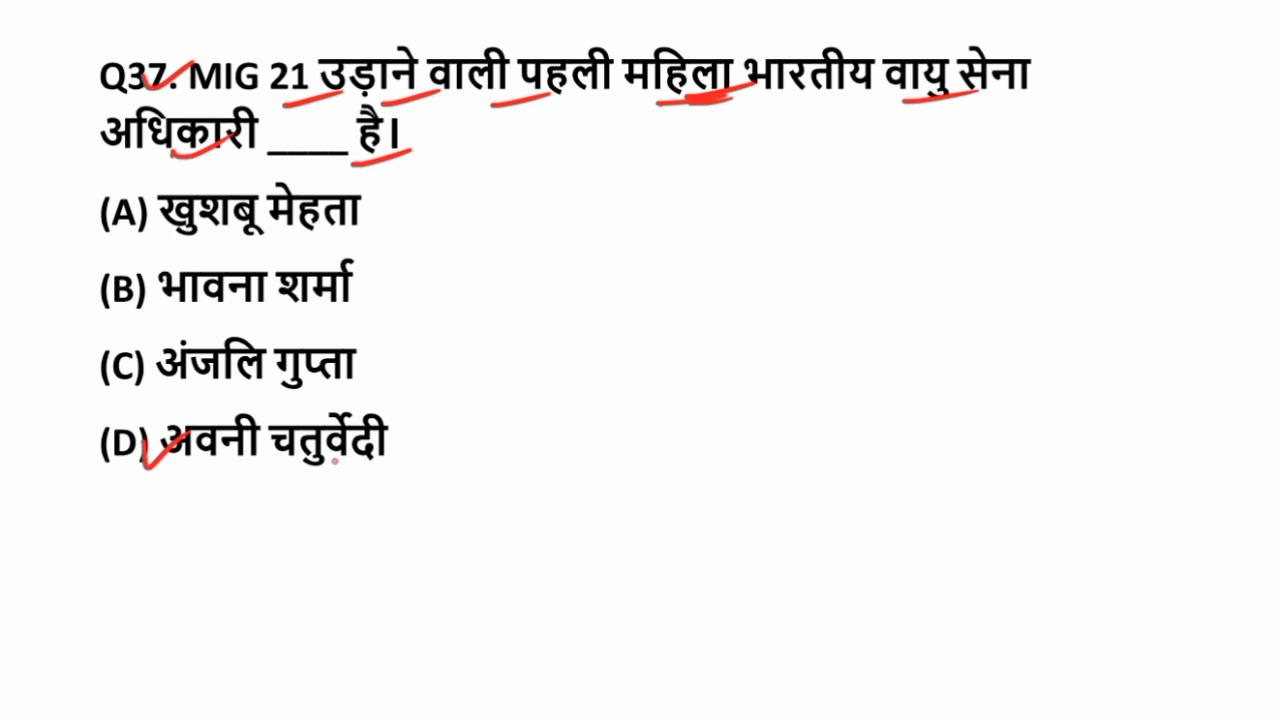 Q37. MIG 21 उड़ाने वाली पहली महिला भारतीय वायु सेना
अधिकारी ____ है।
(A) खुशबू मेहता
(B) भावना शर्मा
(C) अंजलि गुप्ता
(D) अवनी चतुर्वेदी